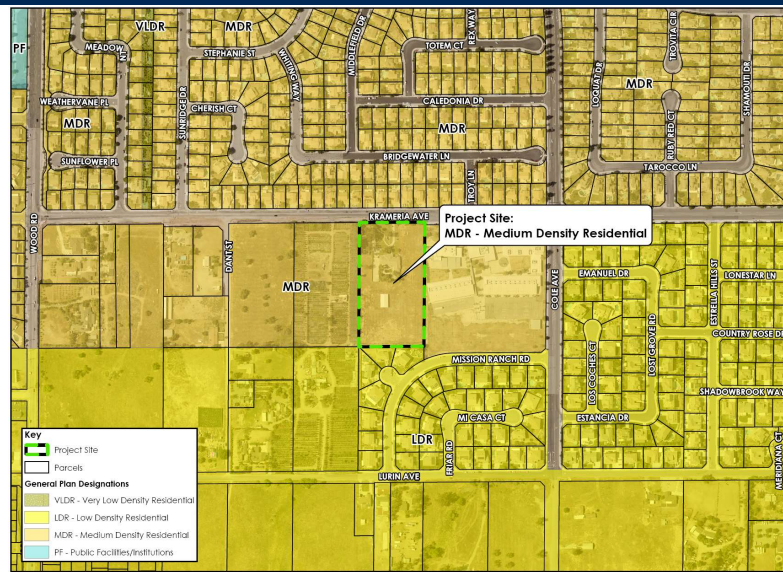 PF
VLDR
MDR
MEADOW LN
STEPHANIE ST
WHITING WAY
MIDDLEFIELD DR
TOTEM CT
REX WAY
LOQUAT DR
TROVITA CIR
SHAMOUTI DR
MDR
WEATHERVANE PL
SUNRIDGE DR
CHERISH CT
CALEDONIA DR
MDR
MDR
RUBY RED CT
SUNFLOWER PL
BRIDGEWATER LN
TROY LN
TAROCCO LN
WOOD RD
KRAMERIA AVE
Project Site:
MDR - Medium Density Residential
DANT ST
MDR
COLE AVE
EMANUEL DR
ESTRELLA HILLS ST
LONESTAR LN
LOST GROVE RD
COUNTRY ROSE DR
MISSION RANCH RD
LOS COCHES CT
SHADOWBROOK WAY
MI CASA CT
ESTANCIA DR
LDR
FRIAR RD
MERIDIANA CT
LURIN AVE
Key
Project Site
Parcels
General Plan Designations
VLDR - Very Low Density Residential
LDR - Low Density Residential
MDR - Medium Density Residential
PF - Public Facilities/Institutions